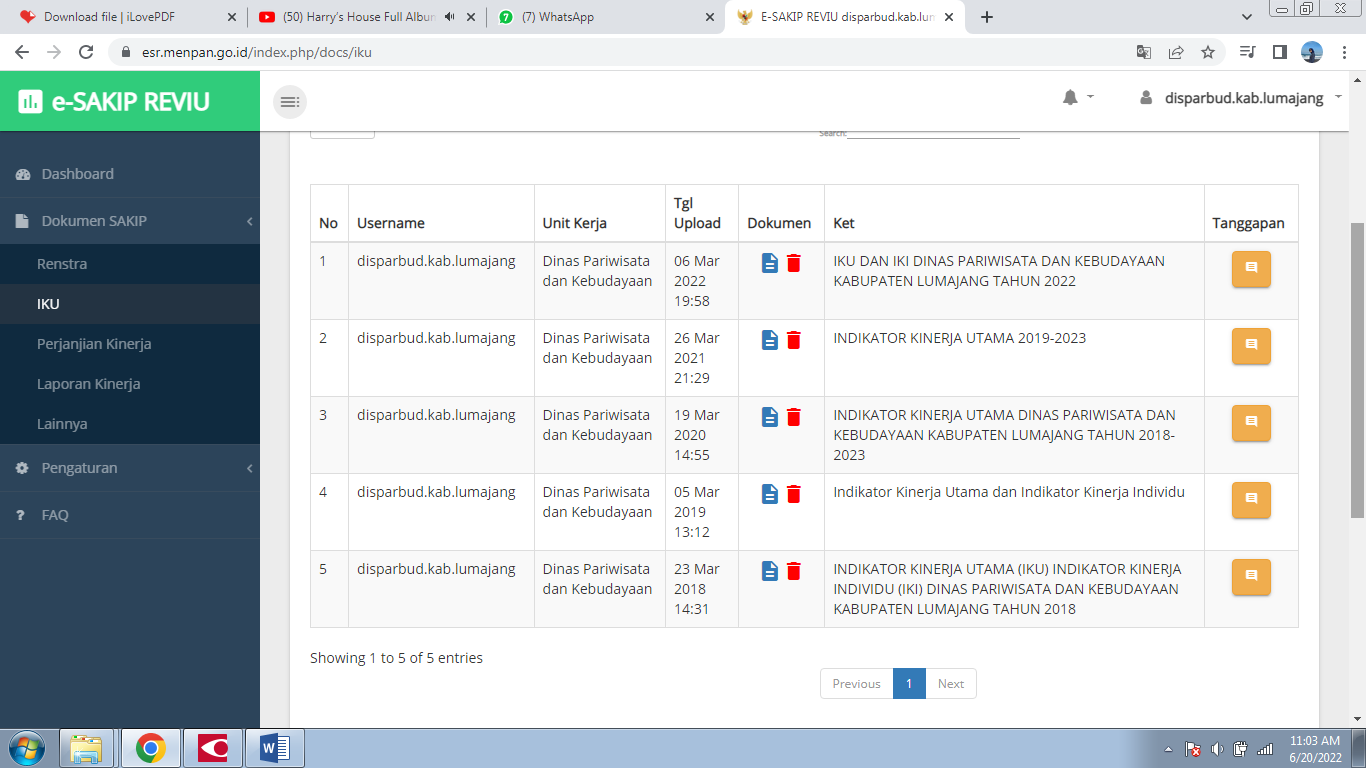 Download file | iLovePDF
(50) Harry's House Full Album
(7) WhatsApp
E-SAKIP REVIU disparbud.kab.lun
esr.menpan.go.id/index.php/docs/iku
e-SAKIP REVIU
disparbud.kab.lumajang
Dashboard
Dokumen SAKIP
Renstra
IKU
Perjanjian Kinerja
Laporan Kinerja
Lainnya
Pengaturan
? FAQ
Search:
No Username Unit Kerja Tgl Upload Dokumen Ket Tanggapan
1 disparbud.kab.lumajang Dinas Pariwisata 06 Mar IKU DAN IKI DINAS PARIWISATA DAN KEBUDAYAAN
dan Kebudayaan 2022 KABUPATEN LUMAJANG TAHUN 2022
19:58
2 disparbud.kab.lumajang Dinas Pariwisata 26 Mar INDIKATOR KINERJA UTAMA 2019-2023
dan Kebudayaan 2021
21:29
3 disparbud.kab.lumajang Dinas Pariwisata 19 Mar INDIKATOR KINERJA UTAMA DINAS PARIWISATA DAN
dan Kebudayaan 2020 KEBUDAYAAN KABUPATEN LUMAJANG TAHUN 2018-
14:55 2023
4 disparbud.kab.lumajang Dinas Pariwisata 05 Mar Indikator Kinerja Utama dan Indikator Kinerja Individu
dan Kebudayaan 2019
13:12
5 disparbud.kab.lumajang Dinas Pariwisata 23 Mar INDIKATOR KINERJA UTAMA (IKU) INDIKATOR KINERJA
dan Kebudayaan 2018 INDIVIDU (IKI) DINAS PARIWISATA DAN KEBUDAYAAN
14:31 KABUPATEN LUMAJANG TAHUN 2018
Showing 1 to 5 of 5 entries
Previous 1 Next
11:03 AM
6/20/2022